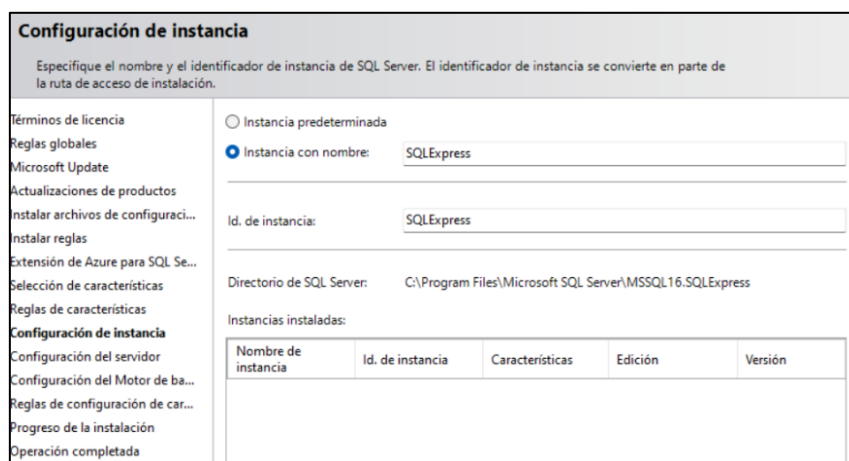 Configuración de instancia
Especifique el nombre y el identificador de instancia de SQL Server. El identificador de instancia se convierte en parte de
la ruta de acceso de instalación.
Términos de licencia
Reglas globales
Microsoft Update
Actualizaciones de productos
Instalar archivos de configuraci...
Instalar reglas
Extensión de Azure para SQL Se...
Selección de características
Reglas de características
Configuración de instancia
Configuración del servidor
Configuración del Motor de ba...
Reglas de configuración de car...
Progreso de la instalación
Operación completada
Instancia predeterminada
Instancia con nombre: SQLExpress
Id. de instancia: SQLExpress
Directorio de SQL Server: C:\Program Files\Microsoft SQL Server\MSSQL16.SQLExpress
Instancias instaladas:
Nombre de
instancia Id. de instancia Características Edición Versión